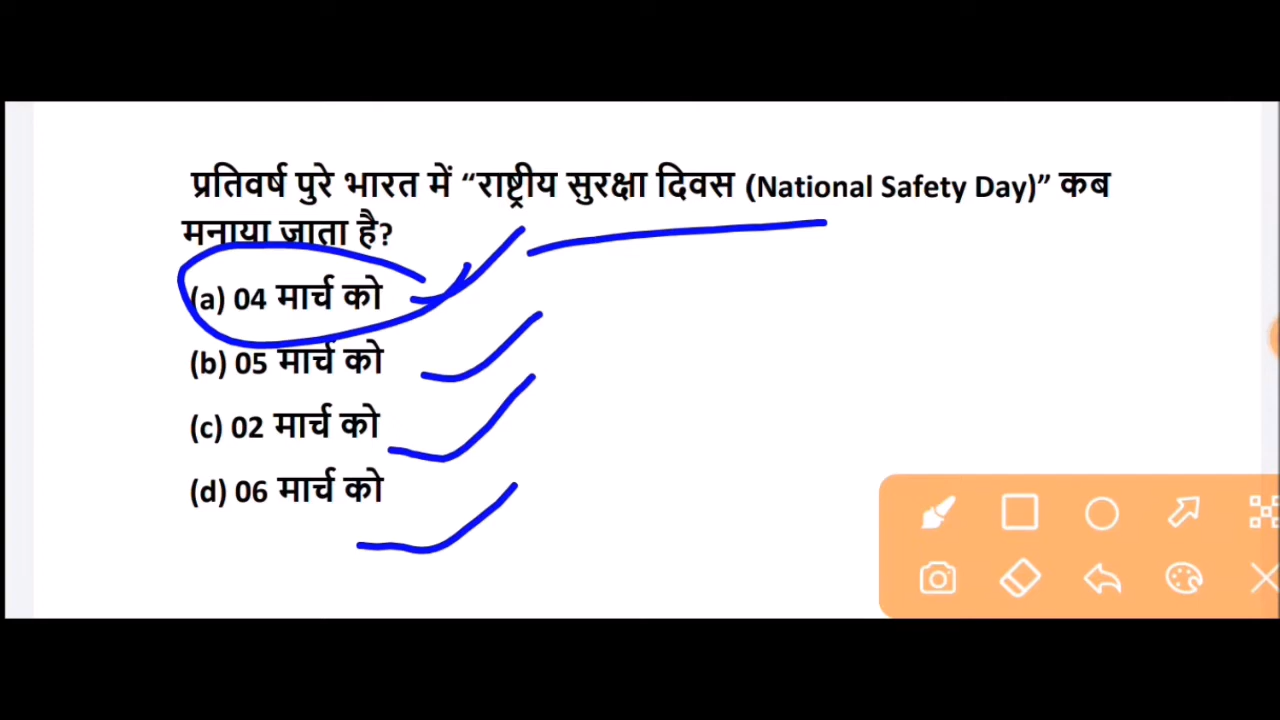 प्रतिवर्ष पुरे भारत में “राष्ट्रीय सुरक्षा दिवस (National Safety Day)” कब
मनाया जाता है?
(a) 04 मार्च को
(b) 05 मार्च को
(c) 02 मार्च को
(d) 06 मार्च को